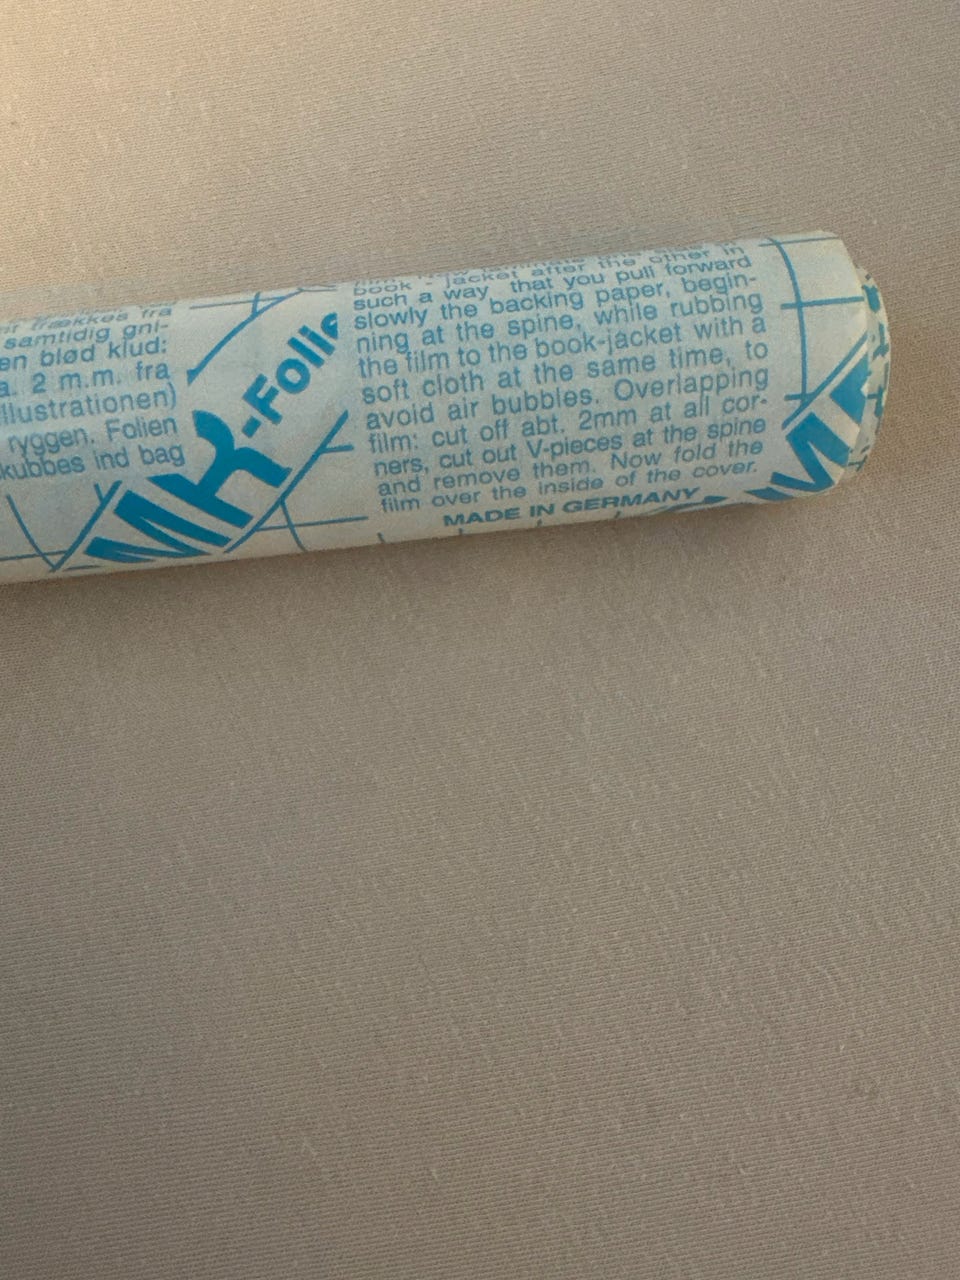 frækkes fra
samtidig gni-
en blød klud:
a. 2 m.m. fra
llustrationen)
ryggen. Folien
kubbes ind bag
MK-Folie
book - jacket after the other in
such a way that you pull forward
slowly the backing paper, begin-
ning at the spine, while rubbing
the film to the book-jacket with a
soft cloth at the same time, to
avoid air bubbles. Overlapping
film: cut off abt. 2mm at all cor-
ners, cut out V-pieces at the spine
and remove them. Now fold the
film over the inside of the cover.
MADE IN GERMANY